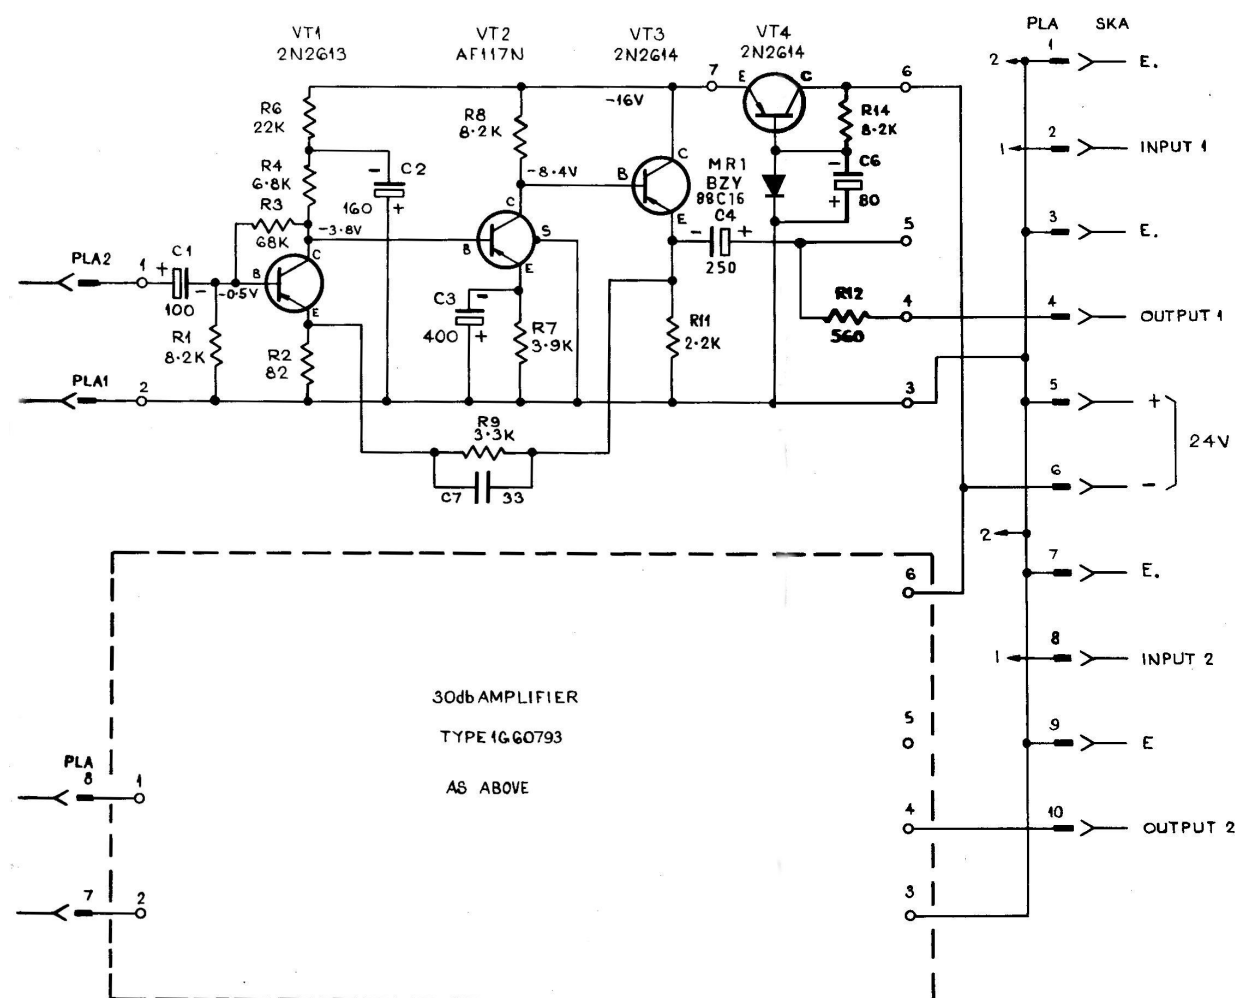 VT1
2N2613
VT2
AF117N
VT3
2N2614
VT4
2N2614
PLA
SKA
1
2
E.
2
1
INPUT 1
3
E.
4
OUTPUT 1
5
+
24V
6
-
2
7
E.
8
1
INPUT 2
9
E
10
OUTPUT 2
R6
22K
R4
6.8K
R3
68K
-3.8V
C2
160
+
-
R8
8.2K
-8.4V
-16V
7
E
C
6
R14
8.2K
MR1
BZY
88C16
-
C6
+
80
B
C
E
C4
-
+
250
5
R12
560
4
PLA2
1
C1
+
-
100
B
-0.5V
C
E
R1
8.2K
R2
82
PLA1
2
B
C
S
E
C3
-
400
+
R7
3.9K
R11
2.2K
3
R9
3.3K
C7
33
6
30db AMPLIFIER
TYPE 1G60793
AS ABOVE
5
4
3
PLA
8
1
7
2